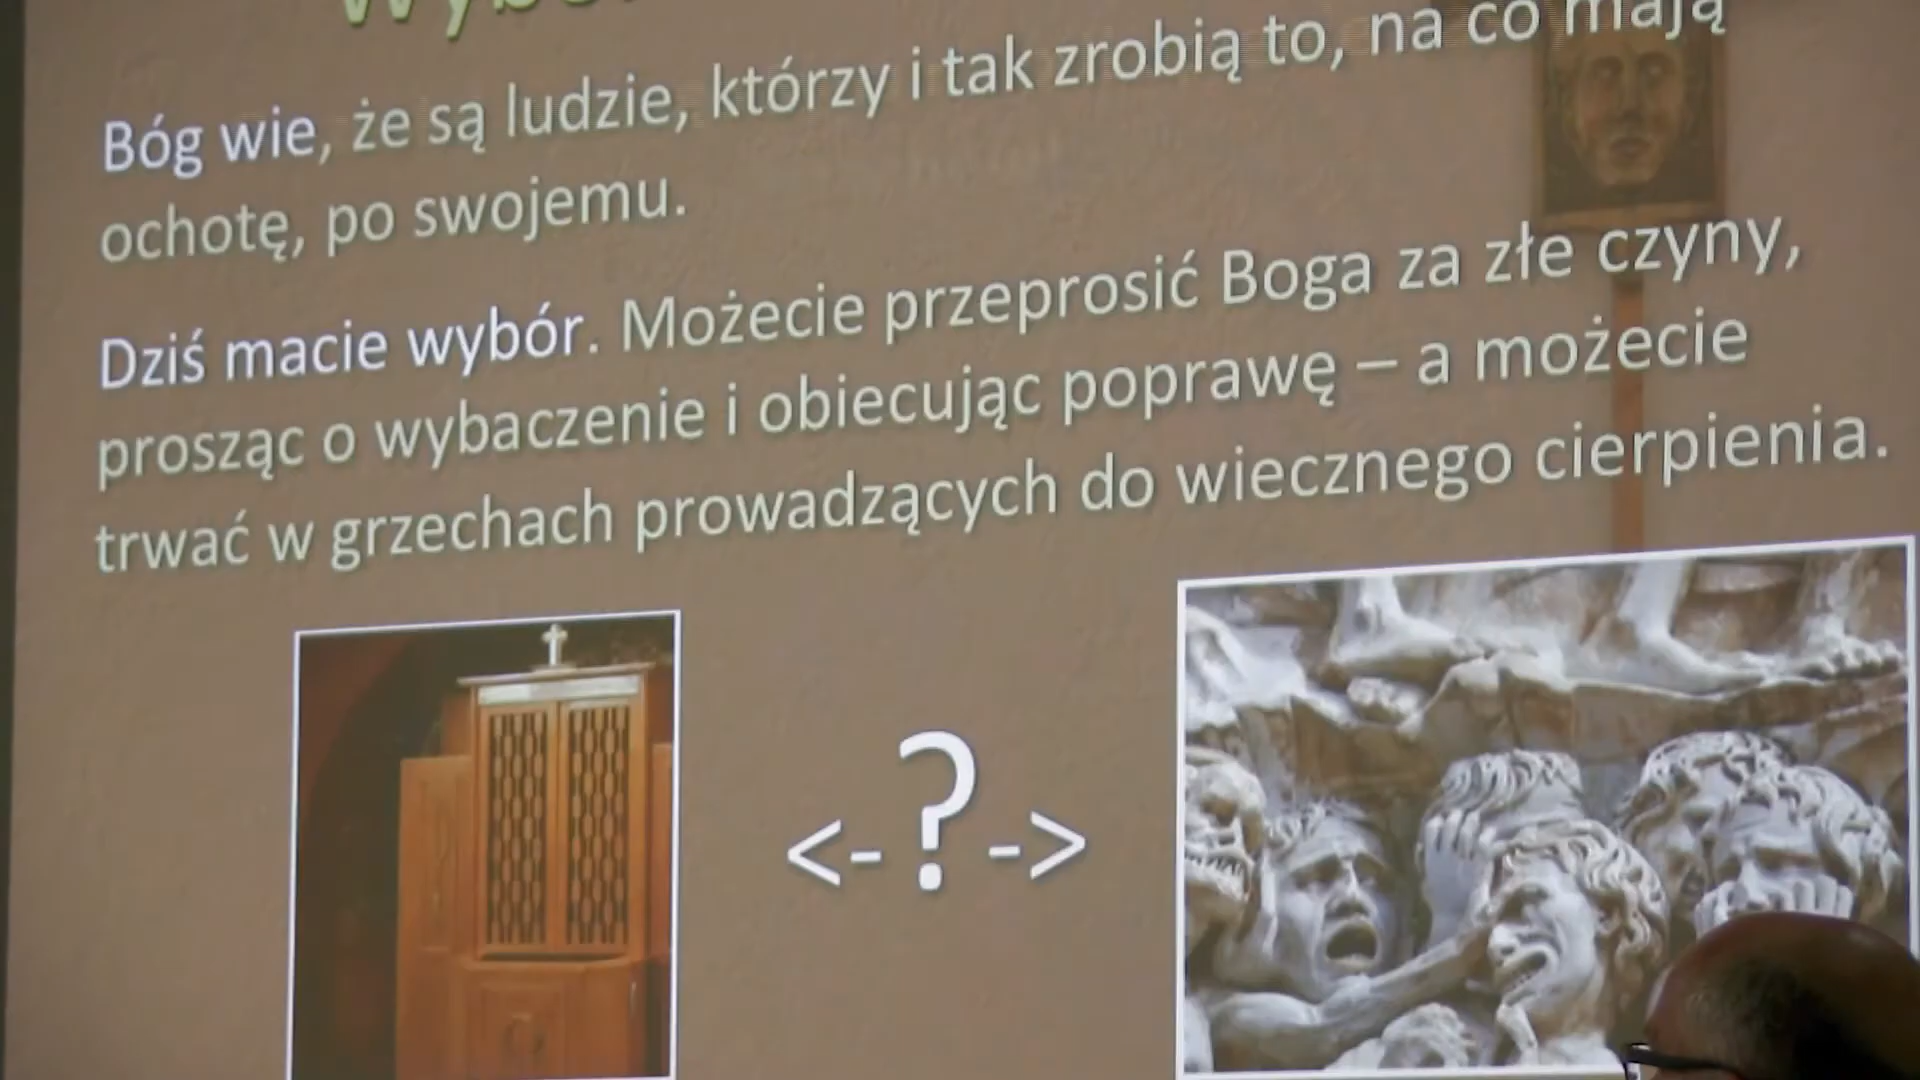 Bóg wie, że są ludzie, którzy i tak zrobią to, na co mają
ochotę, po swojemu.
Dziś macie wybór. Możecie przeprosić Boga za złe czyny,
prosząc o wybaczenie i obiecując poprawę – a możecie
trwać w grzechach prowadzących do wiecznego cierpienia.
<-?->